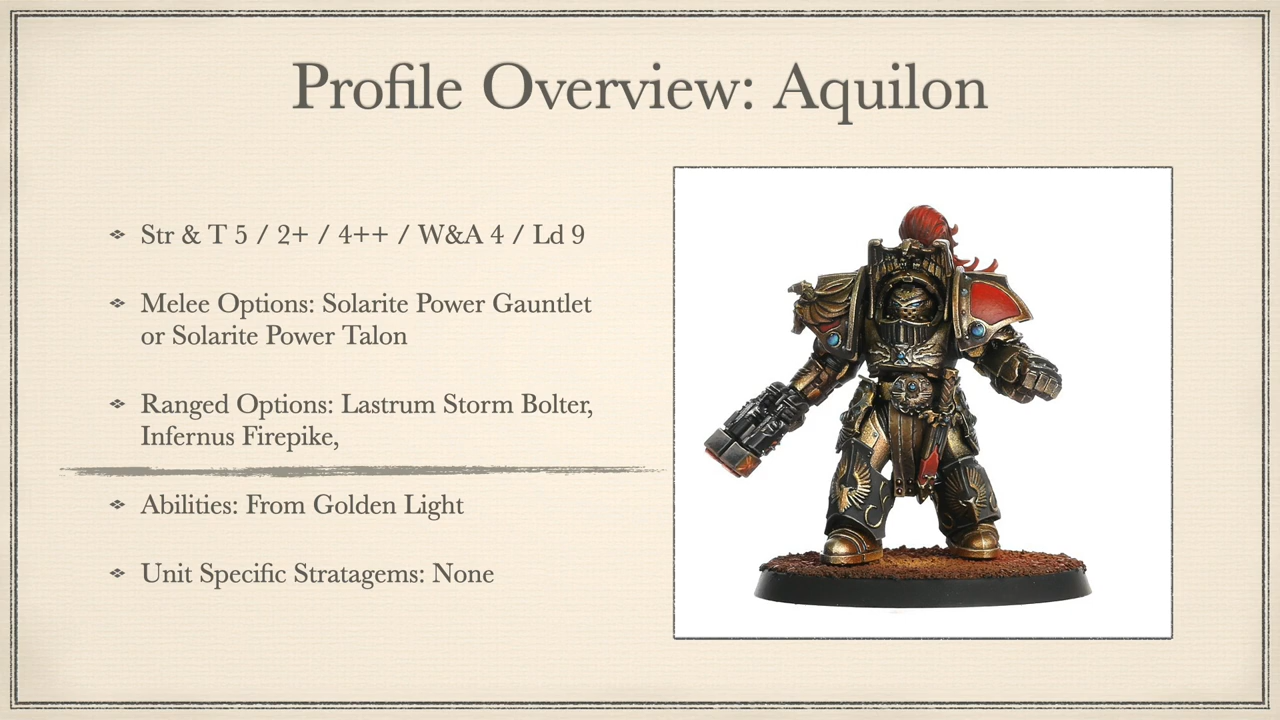 Profile Overview: Aquilon
Str & T 5 / 2+ / 4++ / W&A 4 / Ld 9
Melee Options: Solarite Power Gauntlet
or Solarite Power Talon
Ranged Options: Lastrum Storm Bolter,
Infernus Firepike,
Abilities: From Golden Light
Unit Specific Stratagems: None